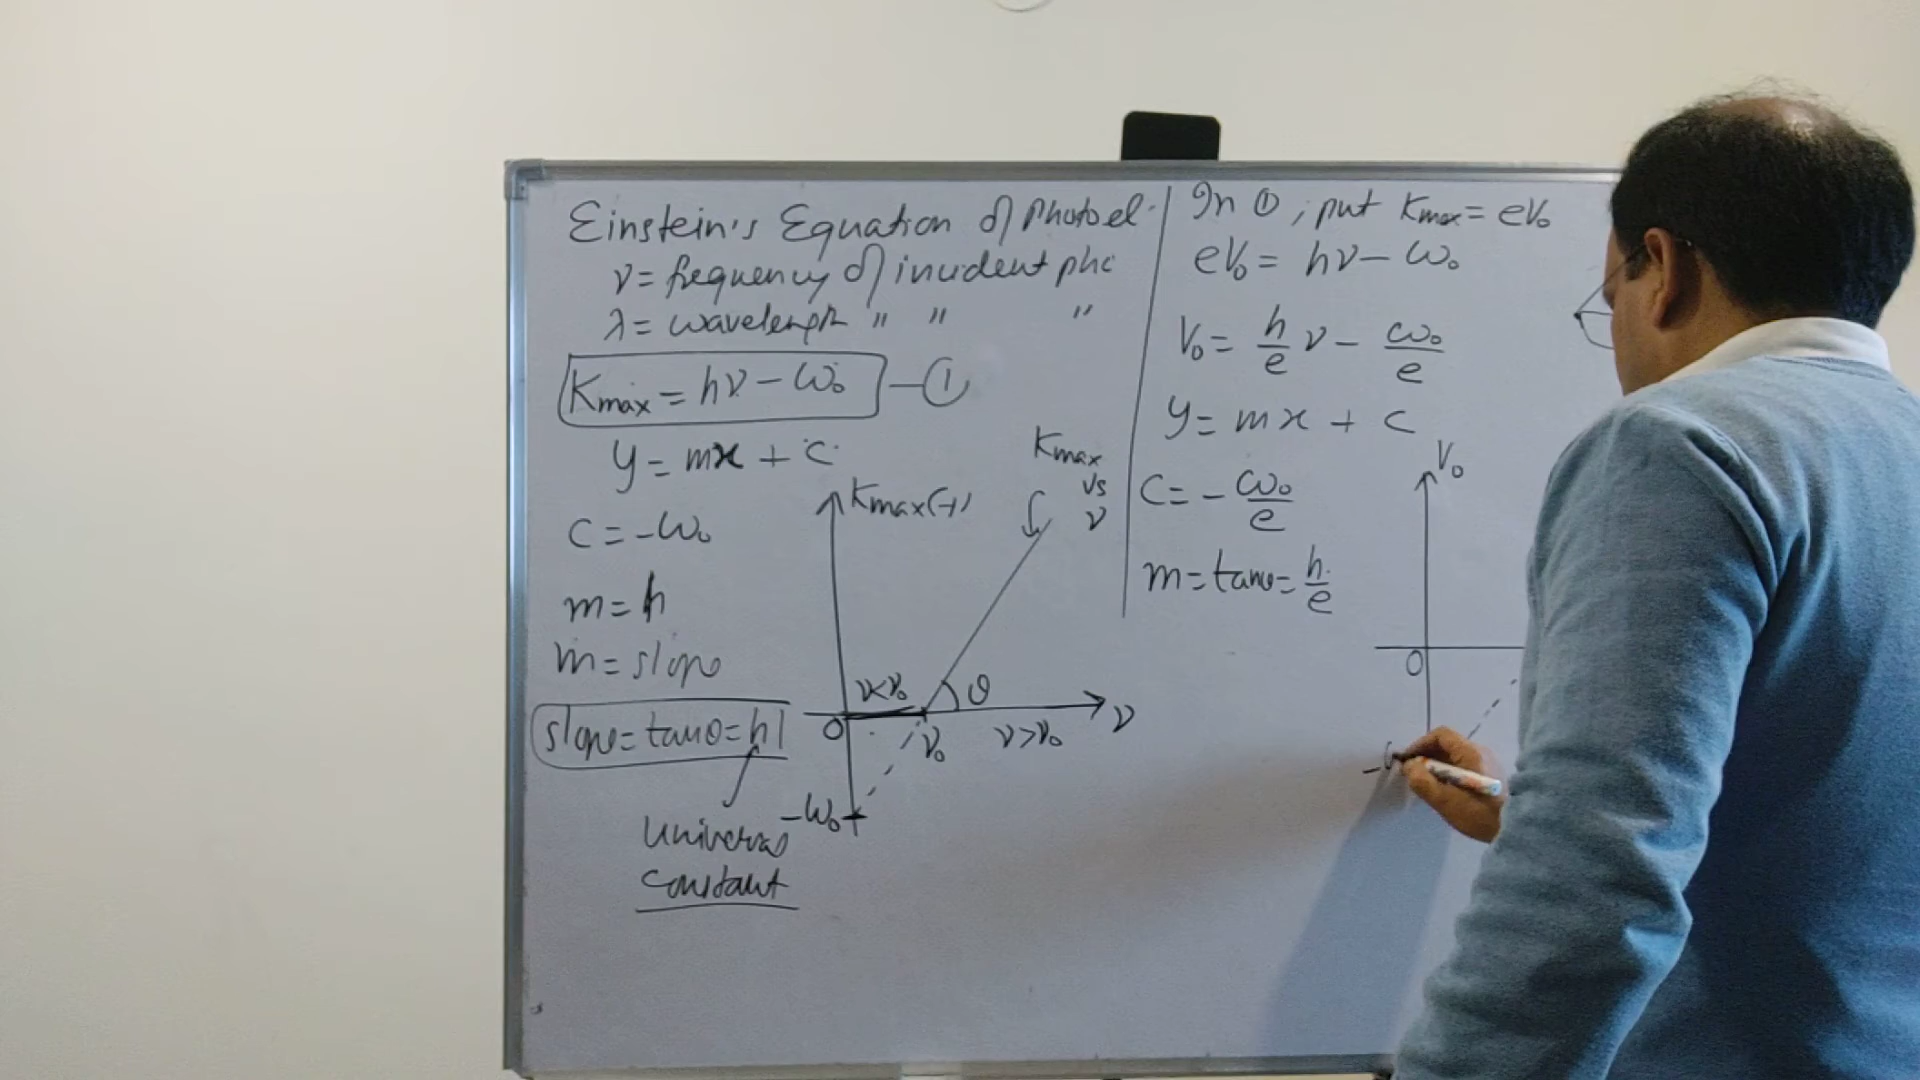 Einstein's Equation of Photoel.
ν = frequency of incident pho
λ = wavelength " " "
Kmax = hν - ω₀ — ①
y = mx + c
c = -ω₀
m = h
m = slope
slope = tanθ = h
Universal
constant
Kmax
Kmax
vs
ν
ν<ν₀
θ
O
ν₀
ν>ν₀
ν
-ω₀
In ①, put Kmax = eV₀
eV₀ = hν - ω₀
V₀ = h/e ν - ω₀/e
y = mx + c
c = - ω₀/e
m = tanθ = h/e
V₀
O
-